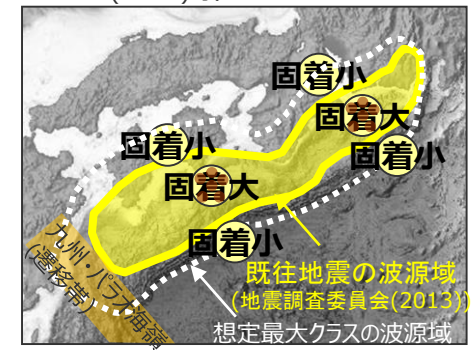 固着小
固着大
固着小
固着小
固着大
固着小
九州・パラオ海嶺
(遷移帯)
既往地震の波源域
(地震調査委員会(2013))
想定最大クラスの波源域